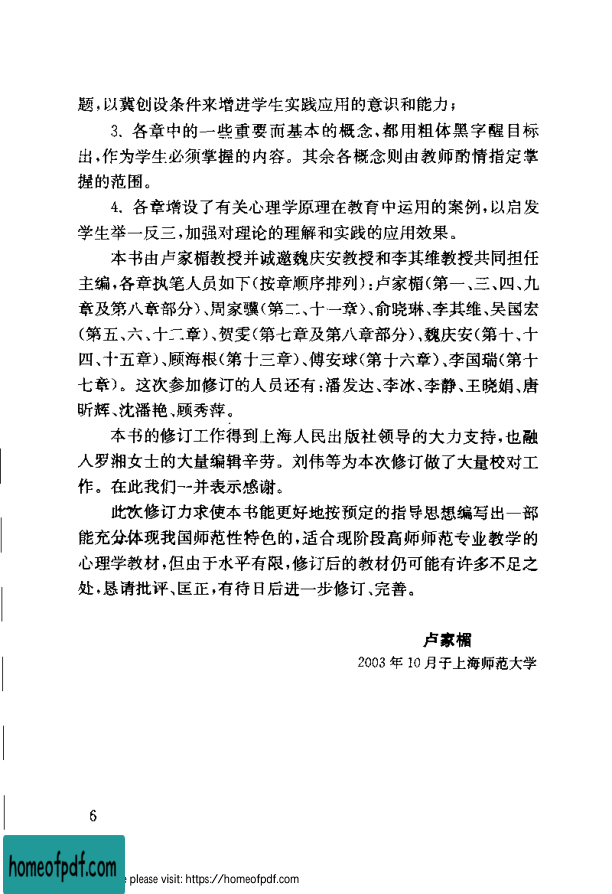 题,以冀创设条件来增进学生实践应用的意识和能力;
3. 各章中的一些重要而基本的概念,都用粗体黑字醒目标
出,作为学生必须掌握的内容。其余各概念则由教师酌情指定掌
握的范围。
4. 各章增设了有关心理学原理在教育中运用的案例,以启发
学生举一反三,加强对理论的理解和实践的应用效果。
本书由卢家楣教授并诚邀魏庆安教授和李其维教授共同担任
主编,各章执笔人员如下(按章顺序排列):卢家楣(第一、三、四、九
章及第八章部分)、周家骥(第二、十一章)、俞晓琳、李其维、吴国宏
(第五、六、十二章)、贺雯(第七章及第八章部分)、魏庆安(第十、十
四、十五章)、顾海根(第十三章)、傅安球(第十六章)、李国瑞(第十
七章)。这次参加修订的人员还有:潘发达、李冰、李静、王晓娟、唐
昕辉、沈潘艳、顾秀萍。
本书的修订工作得到上海人民出版社领导的大力支持,也融
入罗湘女士的大量编辑辛劳。刘伟等为本次修订做了大量校对工
作。在此我们一并表示感谢。
此次修订力求使本书能更好地按预定的指导思想编写出一部
能充分体现我国师范性特色的,适合现阶段高师师范专业教学的
心理学教材,但由于水平有限,修订后的教材仍可能有许多不足之
处,恳请批评、匡正,有待日后进一步修订、完善。
卢家楣
2003 年 10 月于上海师范大学
6
homeofpdf.com
e please visit: https://homeofpdf.com